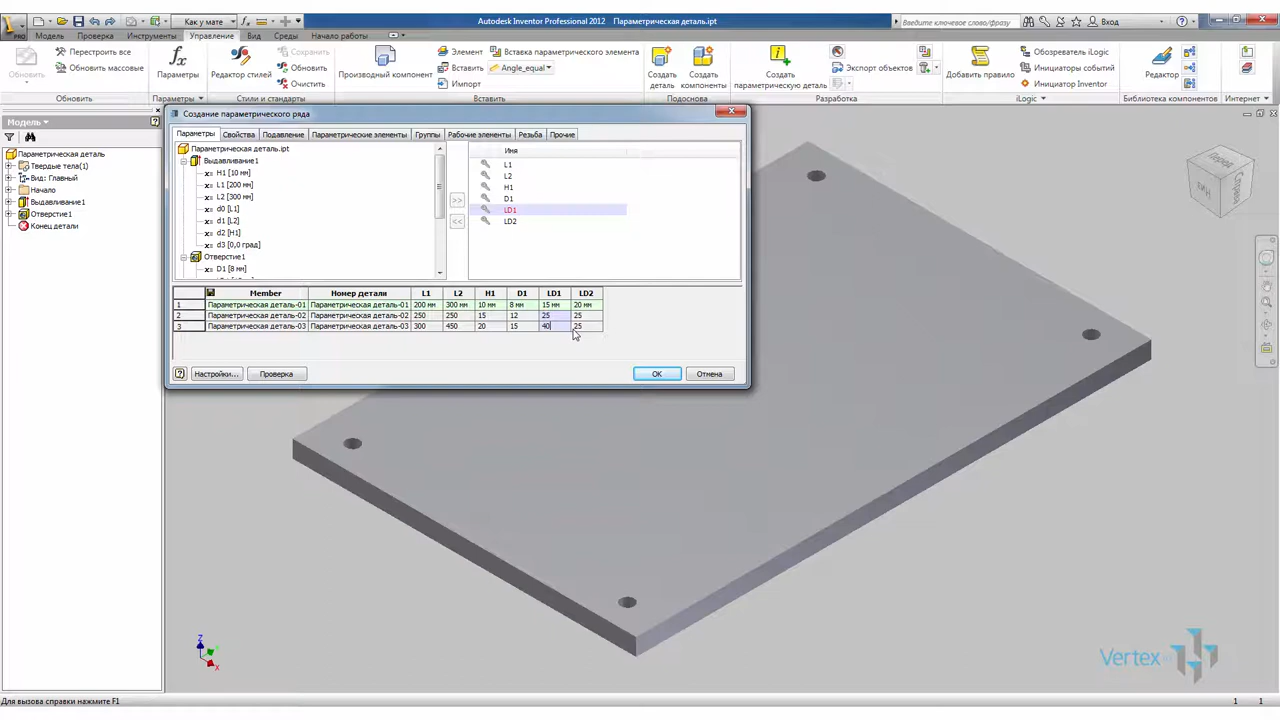 PRO
Как у мате
Autodesk Inventor Professional 2012 Параметрическая деталь.ipt
Введите ключевое слово/фразу
Вход
Модель Проверка Инструменты Управление Вид Среды Начало работы
Обновить
Перестроить все
Обновить массовые
Обновить
Параметры
Параметры
Редактор стилей
Сохранить
Обновить
Очистить
Стили и стандарты
Производный компонент
Элемент
Вставить
Импорт
Вставка параметрического элемента
Angle_equal
Вставить
Создать деталь
Создать компоненты
Подоснова
Создать параметрическую деталь
Экспорт объектов
Разработка
Добавить правило
Обозреватель iLogic
Инициаторы событий
Инициатор Inventor
iLogic
Редактор
Библиотека компонентов
Интернет
Модель
Параметрическая деталь
Твердые тела(1)
Вид: Главный
Начало
Выдавливание1
Отверстие1
Конец детали
Создание параметрического ряда
Параметры Свойства Подавление Параметрические элементы Группы Рабочие элементы Резьба Прочие
Параметрическая деталь.ipt
Выдавливание1
H1 [10 мм]
L1 [200 мм]
L2 [300 мм]
d0 [L1]
d1 [L2]
d2 [H1]
d3 [0,0 град]
Отверстие1
D1 [8 мм]
>>
<<
Имя
L1
L2
H1
D1
LD1
LD2
Member Номер детали L1 L2 H1 D1 LD1 LD2
1 Параметрическая деталь-01 Параметрическая деталь-01 200 мм 300 мм 10 мм 8 мм 15 мм 20 мм
2 Параметрическая деталь-02 Параметрическая деталь-02 250 250 15 12 25 25
3 Параметрическая деталь-03 Параметрическая деталь-03 300 450 20 15 40 25
Настройки... Проверка OK Отмена
Перед
Низ
Справа
Z
Y
X
Vertex
Для вызова справки нажмите F1
1 1